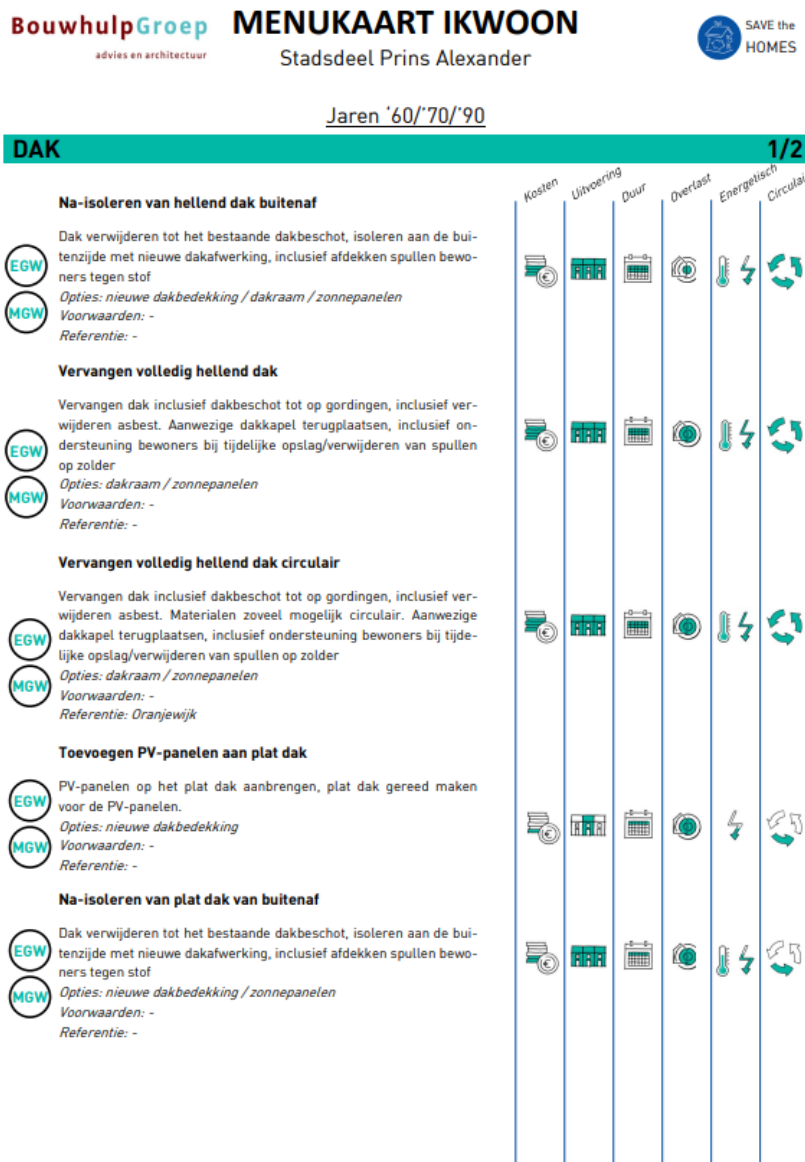 BouwhulpGroep
advies en architectuur
MENUKAART IKWOON
Stadsdeel Prins Alexander
SAVE the
HOMES
Jaren ‘60/’70/’90
DAK 1/2
Kosten Uitvoering Duur Overlast Energetisch Circulai
Na-isoleren van hellend dak buitenaf
EGW
MGW
Dak verwijderen tot het bestaande dakbeschot, isoleren aan de bui-
tenzijde met nieuwe dakafwerking, inclusief afdekken spullen bewo-
ners tegen stof
Opties: nieuwe dakbedekking / dakraam / zonnepanelen
Voorwaarden: -
Referentie: -
Vervangen volledig hellend dak
EGW
MGW
Vervangen dak inclusief dakbeschot tot op gordingen, inclusief ver-
wijderen asbest. Aanwezige dakkapel terugplaatsen, inclusief on-
dersteuning bewoners bij tijdelijke opslag/verwijderen van spullen
op zolder
Opties: dakraam / zonnepanelen
Voorwaarden: -
Referentie: -
Vervangen volledig hellend dak circulair
EGW
MGW
Vervangen dak inclusief dakbeschot tot op gordingen, inclusief ver-
wijderen asbest. Materialen zoveel mogelijk circulair. Aanwezige
dakkapel terugplaatsen, inclusief ondersteuning bewoners bij tijde-
lijke opslag/verwijderen van spullen op zolder
Opties: dakraam / zonnepanelen
Voorwaarden: -
Referentie: Oranjewijk
Toevoegen PV-panelen aan plat dak
EGW
MGW
PV-panelen op het plat dak aanbrengen, plat dak gereed maken
voor de PV-panelen.
Opties: nieuwe dakbedekking
Voorwaarden: -
Referentie: -
Na-isoleren van plat dak van buitenaf
EGW
MGW
Dak verwijderen tot het bestaande dakbeschot, isoleren aan de bui-
tenzijde met nieuwe dakafwerking, inclusief afdekken spullen bewo-
ners tegen stof
Opties: nieuwe dakbedekking / zonnepanelen
Voorwaarden: -
Referentie: -